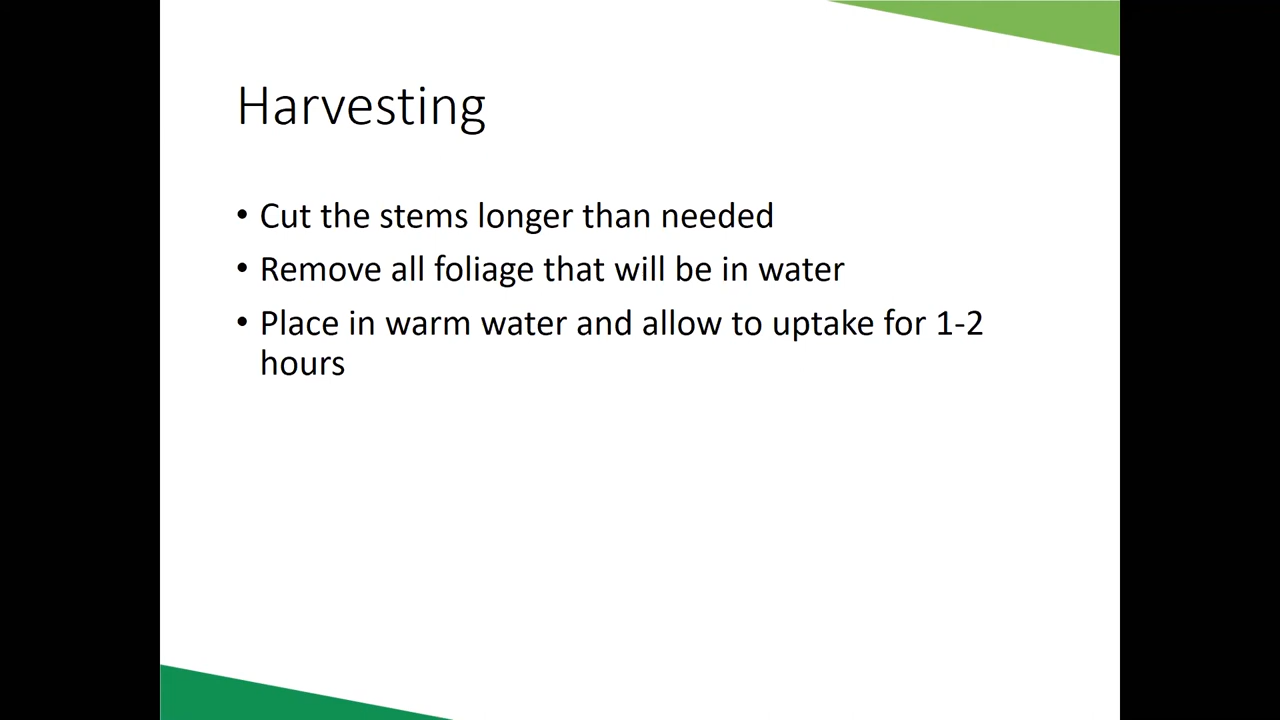 Harvesting
• Cut the stems longer than needed
• Remove all foliage that will be in water
• Place in warm water and allow to uptake for 1-2
hours